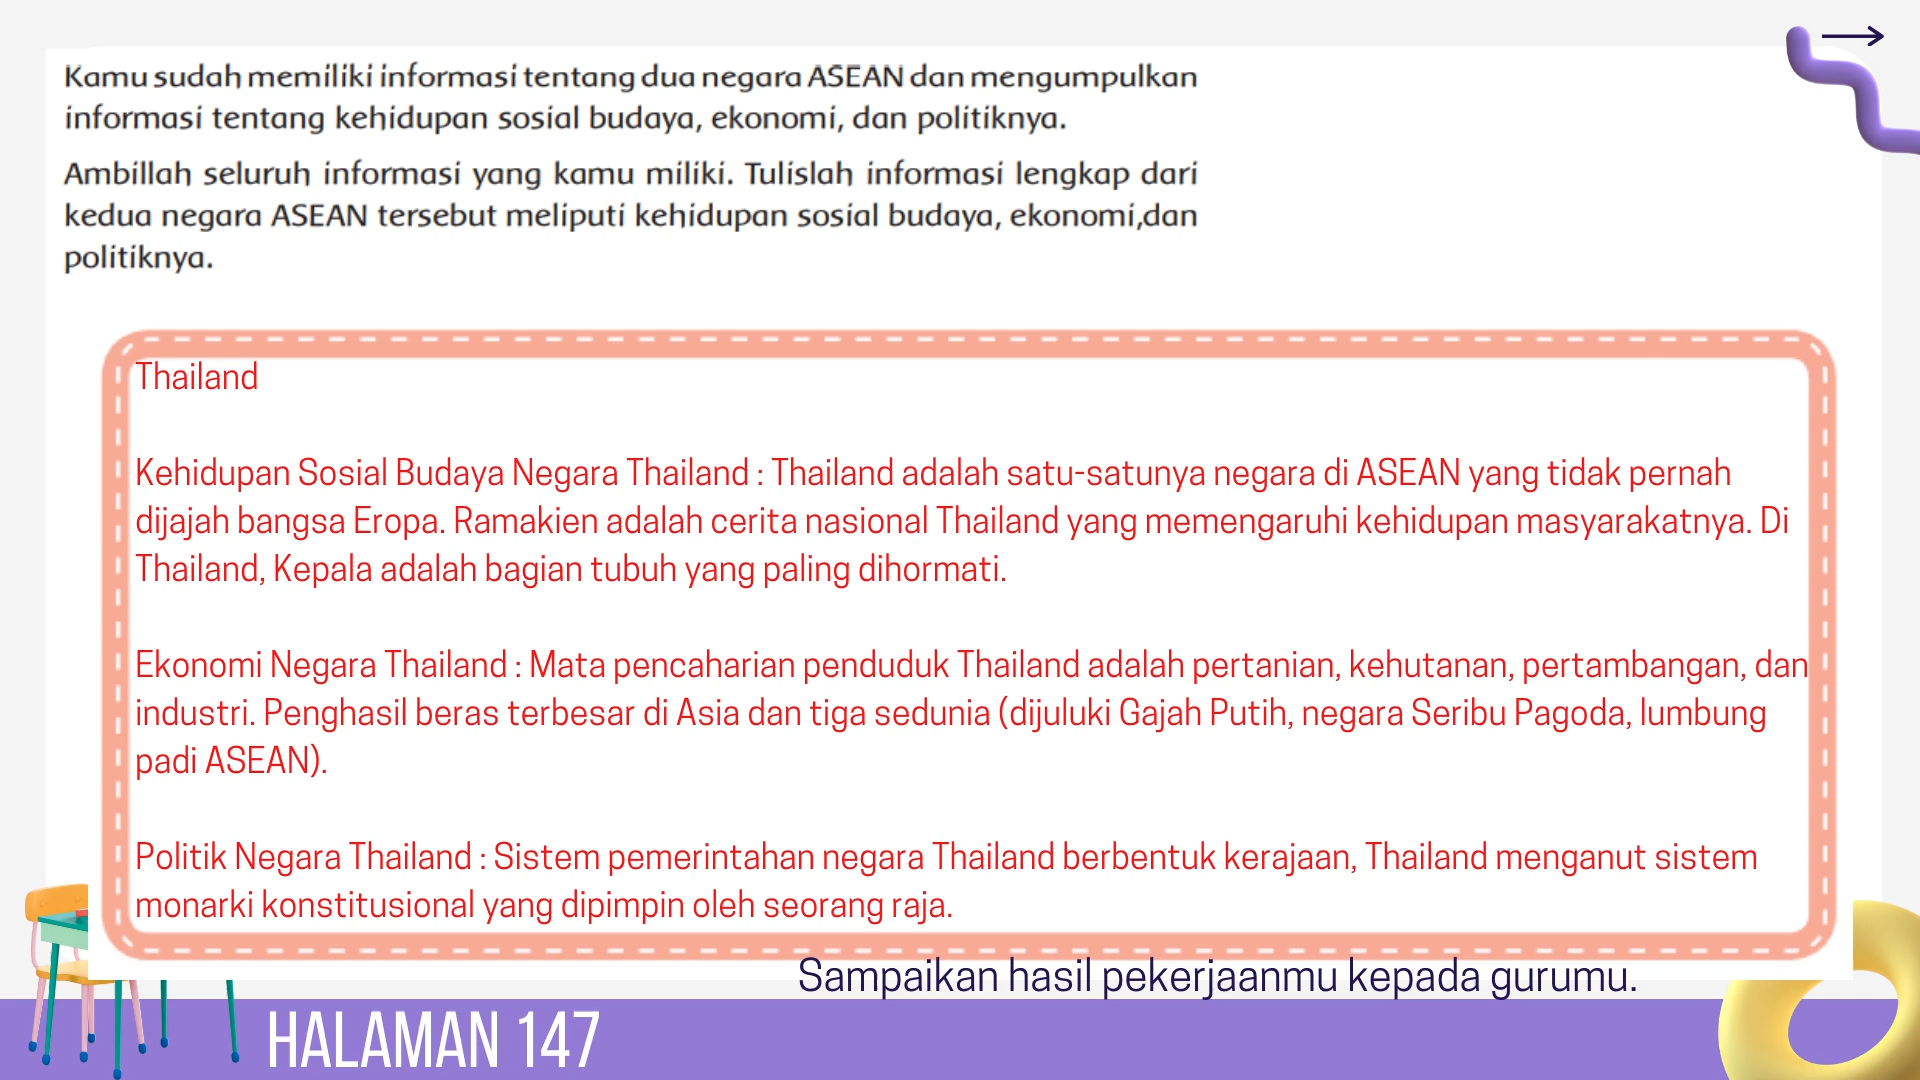 Kamu sudah memiliki informasi tentang dua negara ASEAN dan mengumpulkan
informasi tentang kehidupan sosial budaya, ekonomi, dan politiknya.
Ambillah seluruh informasi yang kamu miliki. Tulislah informasi lengkap dari
kedua negara ASEAN tersebut meliputi kehidupan sosial budaya, ekonomi,dan
politiknya.
Thailand
Kehidupan Sosial Budaya Negara Thailand : Thailand adalah satu-satunya negara di ASEAN yang tidak pernah
dijajah bangsa Eropa. Ramakien adalah cerita nasional Thailand yang memengaruhi kehidupan masyarakatnya. Di
Thailand, Kepala adalah bagian tubuh yang paling dihormati.
Ekonomi Negara Thailand : Mata pencaharian penduduk Thailand adalah pertanian, kehutanan, pertambangan, dan
industri. Penghasil beras terbesar di Asia dan tiga sedunia (dijuluki Gajah Putih, negara Seribu Pagoda, lumbung
padi ASEAN).
Politik Negara Thailand : Sistem pemerintahan negara Thailand berbentuk kerajaan, Thailand menganut sistem
monarki konstitusional yang dipimpin oleh seorang raja.
Sampaikan hasil pekerjaanmu kepada gurumu.
HALAMAN 147